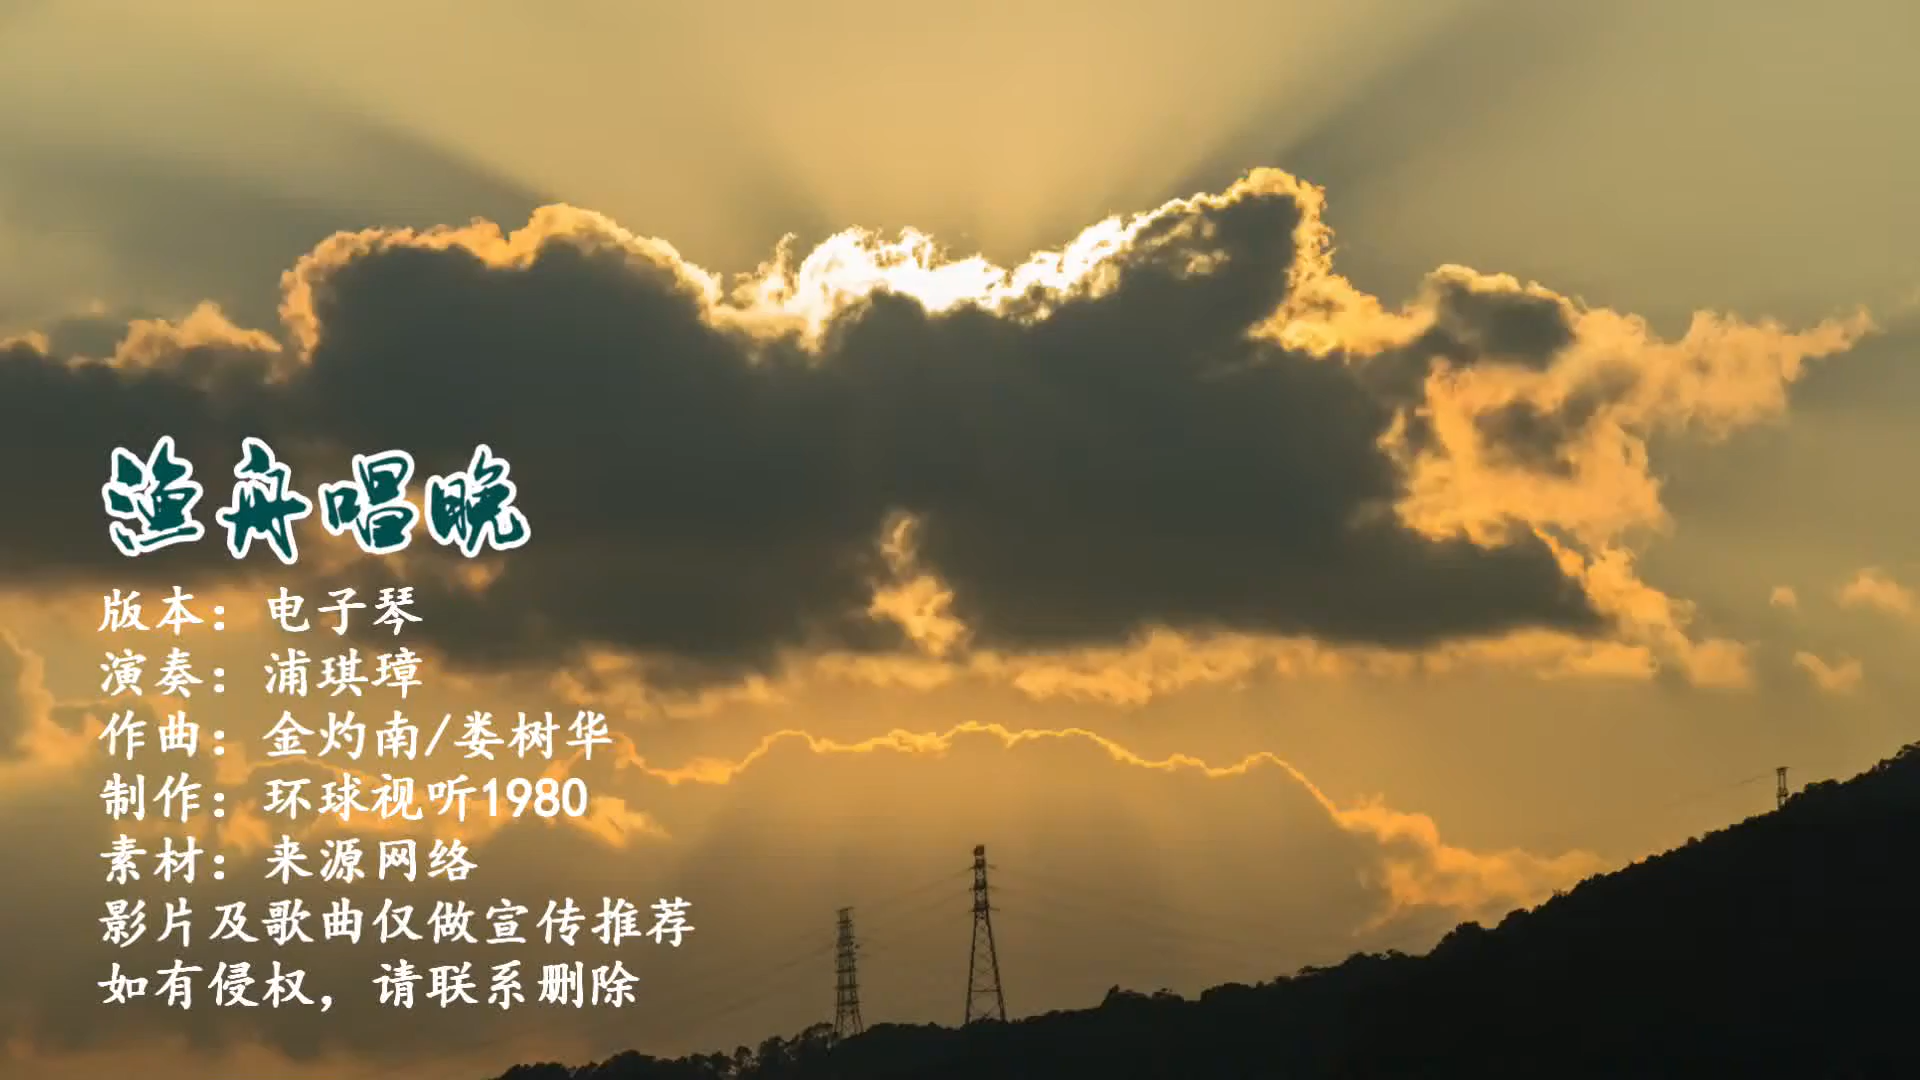 渔舟唱晚
版本：电子琴
演奏：浦琪璋
作曲：金灼南/娄树华
制作：环球视听1980
素材：来源网络
影片及歌曲仅做宣传推荐
如有侵权，请联系删除